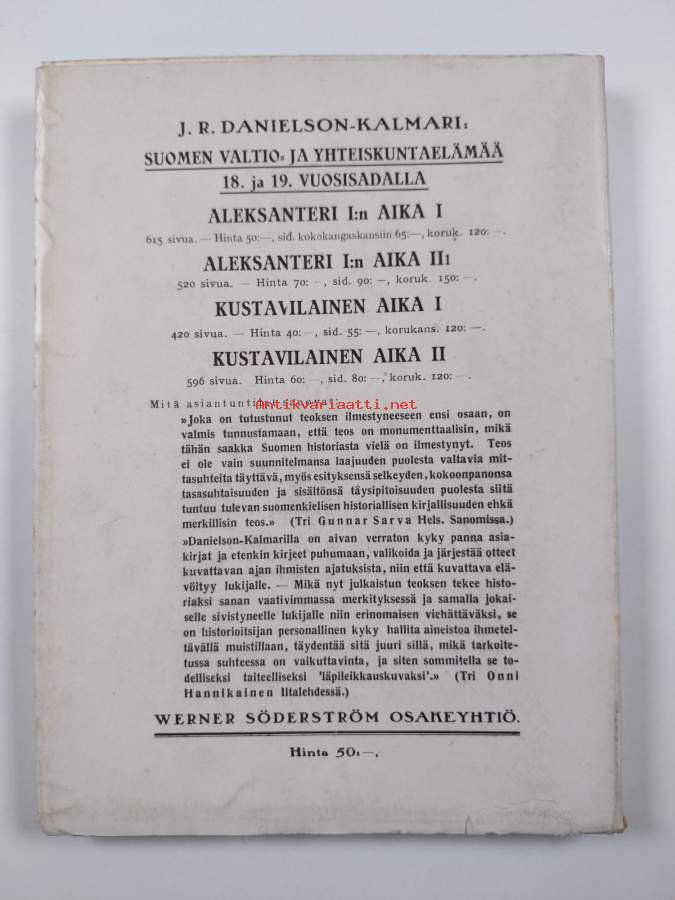 J. R. DANIELSON-KALMARI:
SUOMEN VALTIO- JA YHTEISKUNTAELÄMÄÄ
18. ja 19. VUOSISADALLA
ALEKSANTERI I:n AIKA I
615 sivua. — Hinta 50:—, sid. kokokangaskansiin 65:—, koruk. 120: —.
ALEKSANTERI I:n AIKA II1
520 sivua. — Hinta 70: –, sid. 90: —, koruk. 150: —.
KUSTAVILAINEN AIKA I
420 sivua. — Hinta 40: –, sid. 55: —, korukans. 120: —.
KUSTAVILAINEN AIKA II
596 sivua. Hinta 60: –, sid. 80: —, koruk. 120: –.
Mitä asiantuntijat sanovat:
Antikvariaatti.net
»Joka on tutustunut teoksen ilmestyneeseen ensi osaan, on
valmis tunnustamaan, että teos on monumenttaalisin, mikä
tähän saakka Suomen historiasta vielä on ilmestynyt. Teos
ei ole vain suunnitelmansa laajuuden puolesta valtavia mit-
tasuhteita täyttävä, myös esityksensä selkeyden, kokoonpanonsa
tasasuhtaisuuden ja sisältönsä täysipitoisuuden puolesta siitä
tuntuu tulevan suomenkielisen historiallisen kirjallisuuden ehkä
merkillisin teos.» (Tri Gunnar Sarva Hels. Sanomissa.)
»Danielson-Kalmarilla on aivan verraton kyky panna asia-
kirjat ja etenkin kirjeet puhumaan, valikoida ja järjestää otteet
kuvattavan ajan ihmisten ajatuksista, niin että kuvattava elä-
völtyy lukijalle. — Mikä nyt julkaistun teoksen tekee histo-
riaksi sanan vaativimmassa merkityksessä ja samalla jokai-
selle sivistyneelle lukijalle niin erinomaisen viehättäväksi, se
on historioitsijan personallinen kyky hallita aineistoa ihmetel-
tävällä muistillaan, täydentää sitä juuri sillä, mikä tarkoite-
tussa suhteessa on vaikuttavinta, ja siten sommitella se to-
delliseksi taiteelliseksi 'läpileikkauskuvaksi'.» (Tri Onni
Hannikainen Iltalehdessä.)
WERNER SÖDERSTRÖM OSAKEYHTIÖ.
Hinta 50:—.